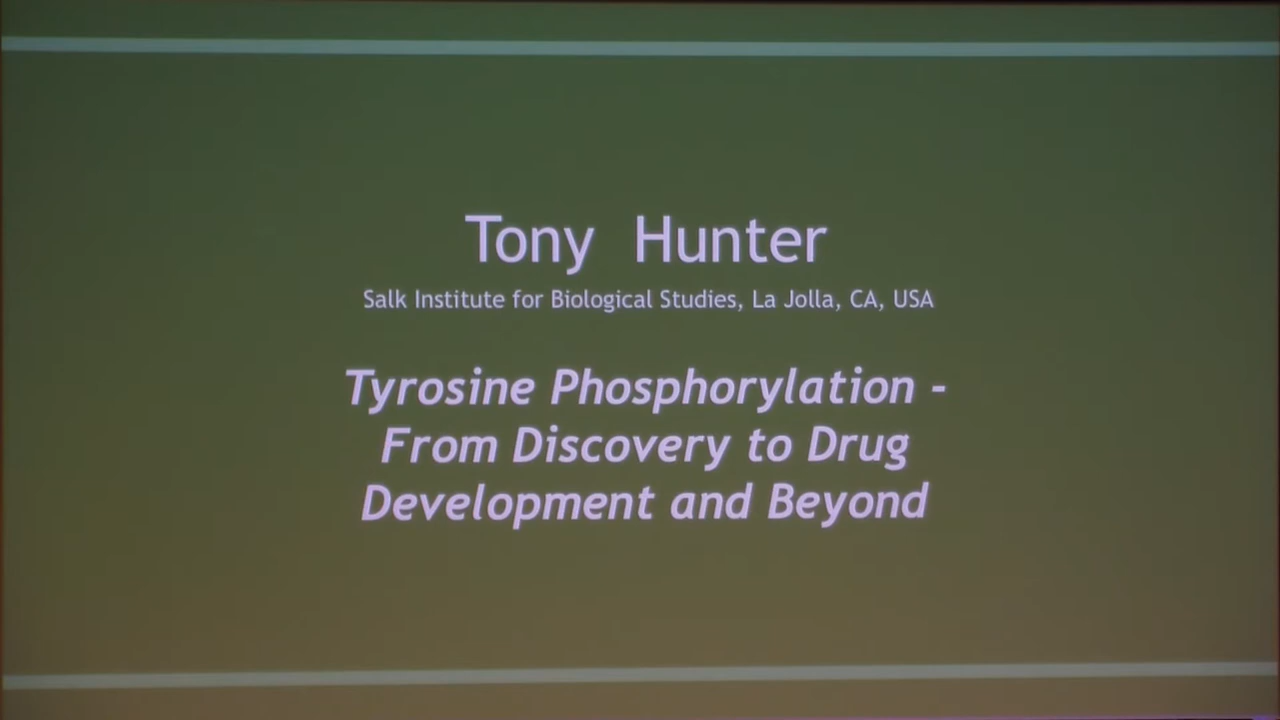 Tony Hunter
Salk Institute for Biological Studies, La Jolla, CA, USA
Tyrosine Phosphorylation -
From Discovery to Drug
Development and Beyond